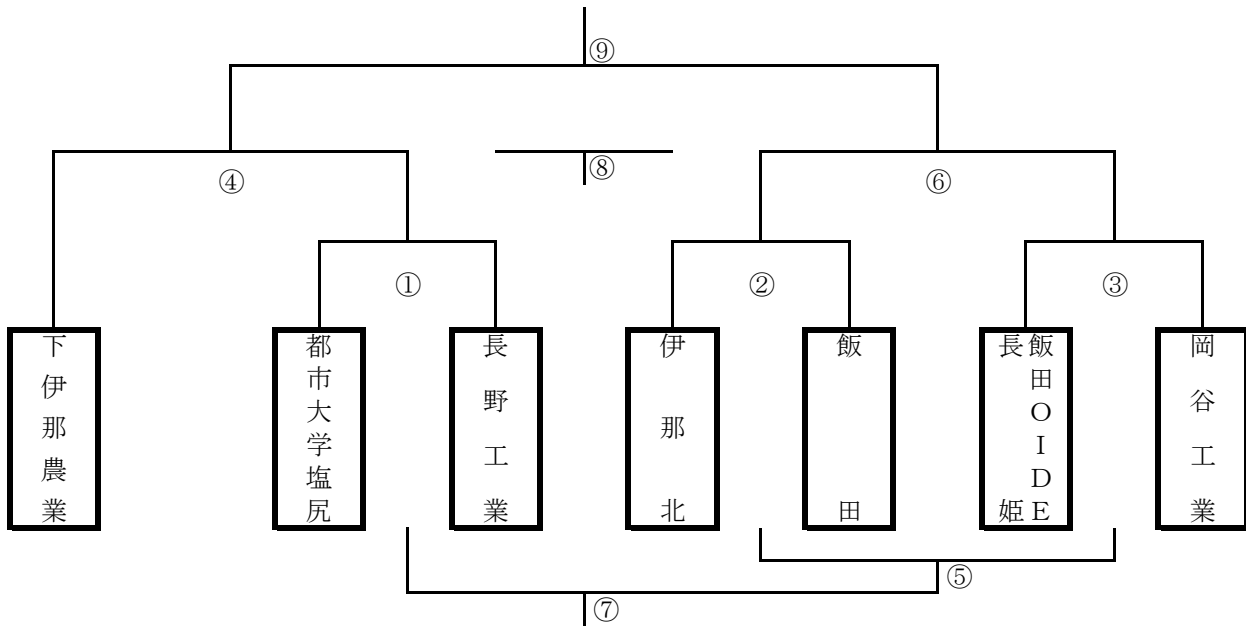 ⑨
⑧
④
⑥
①
②
③
下伊那農業
都市大学塩尻
長野工業
伊那北
飯田
飯田OIDE
長姫
岡谷工業
⑤
⑦